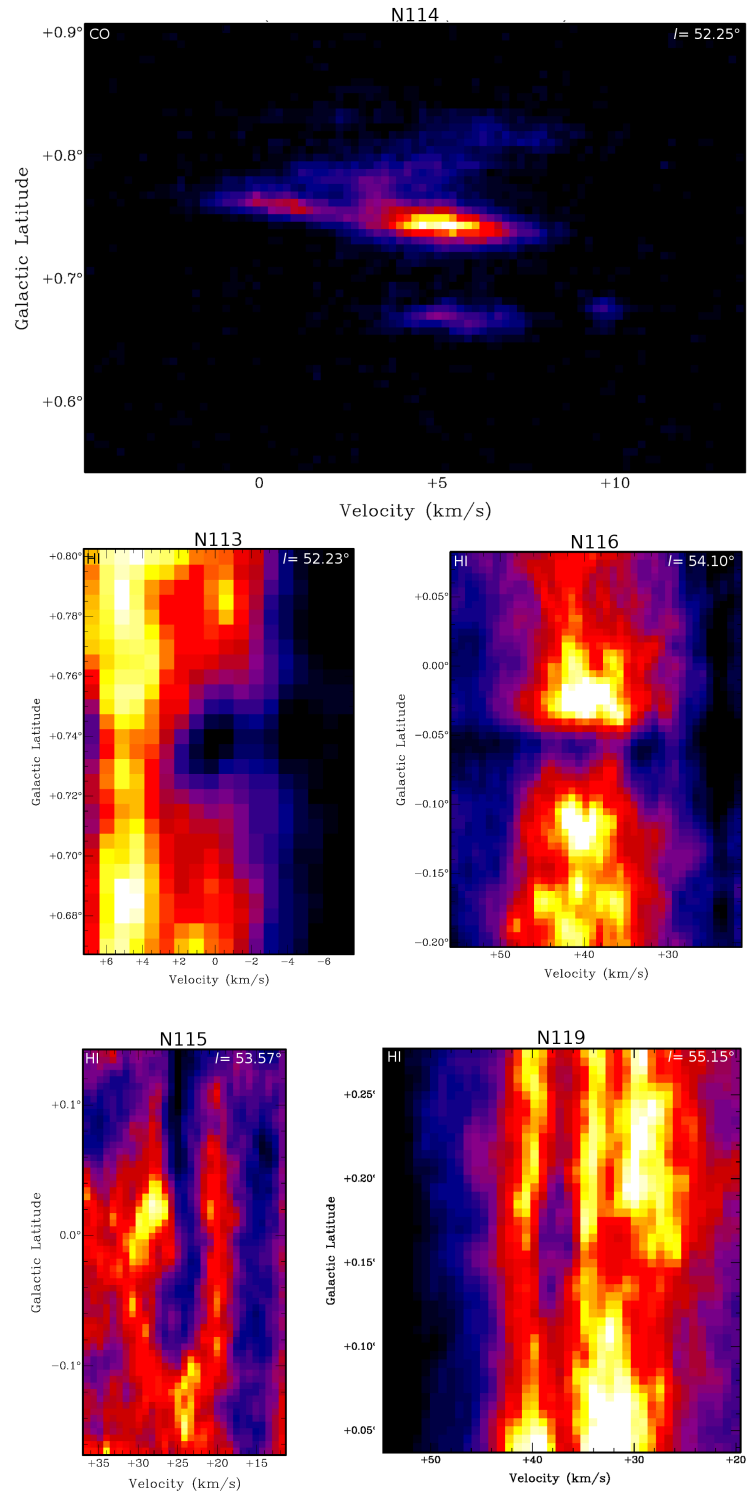 N114
CO l= 52.25°
+0.9°
+0.8°
+0.7°
+0.6°
Galactic Latitude
0 +5 +10
Velocity (km/s)
N113
HI l= 52.23°
+0.80°
+0.78°
+0.76°
+0.74°
+0.72°
+0.70°
+0.68°
Galactic Latitude
+6 +4 +2 0 −2 −4 −6
Velocity (km/s)
N116
HI l= 54.10°
+0.05°
0.00°
−0.05°
−0.10°
−0.15°
−0.20°
Galactic Latitude
+50 +40 +30
Velocity (km/s)
N115
HI l= 53.57°
+0.1°
0.0°
−0.1°
Galactic Latitude
+35 +30 +25 +20 +15
Velocity (km/s)
N119
HI l= 55.15°
+0.25°
+0.20°
+0.15°
+0.10°
+0.05°
Galactic Latitude
+50 +40 +30 +20
Velocity (km/s)